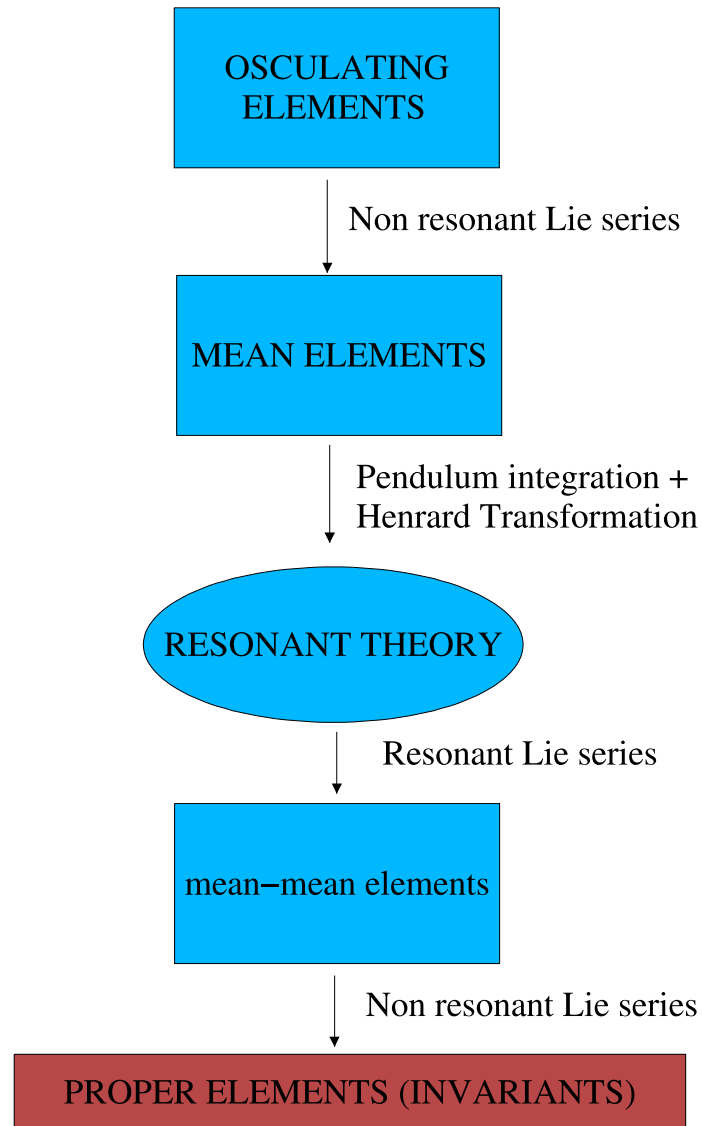 OSCULATING
ELEMENTS
Non resonant Lie series
MEAN ELEMENTS
Pendulum integration +
Henrard Transformation
RESONANT THEORY
Resonant Lie series
mean−mean elements
Non resonant Lie series
PROPER ELEMENTS (INVARIANTS)